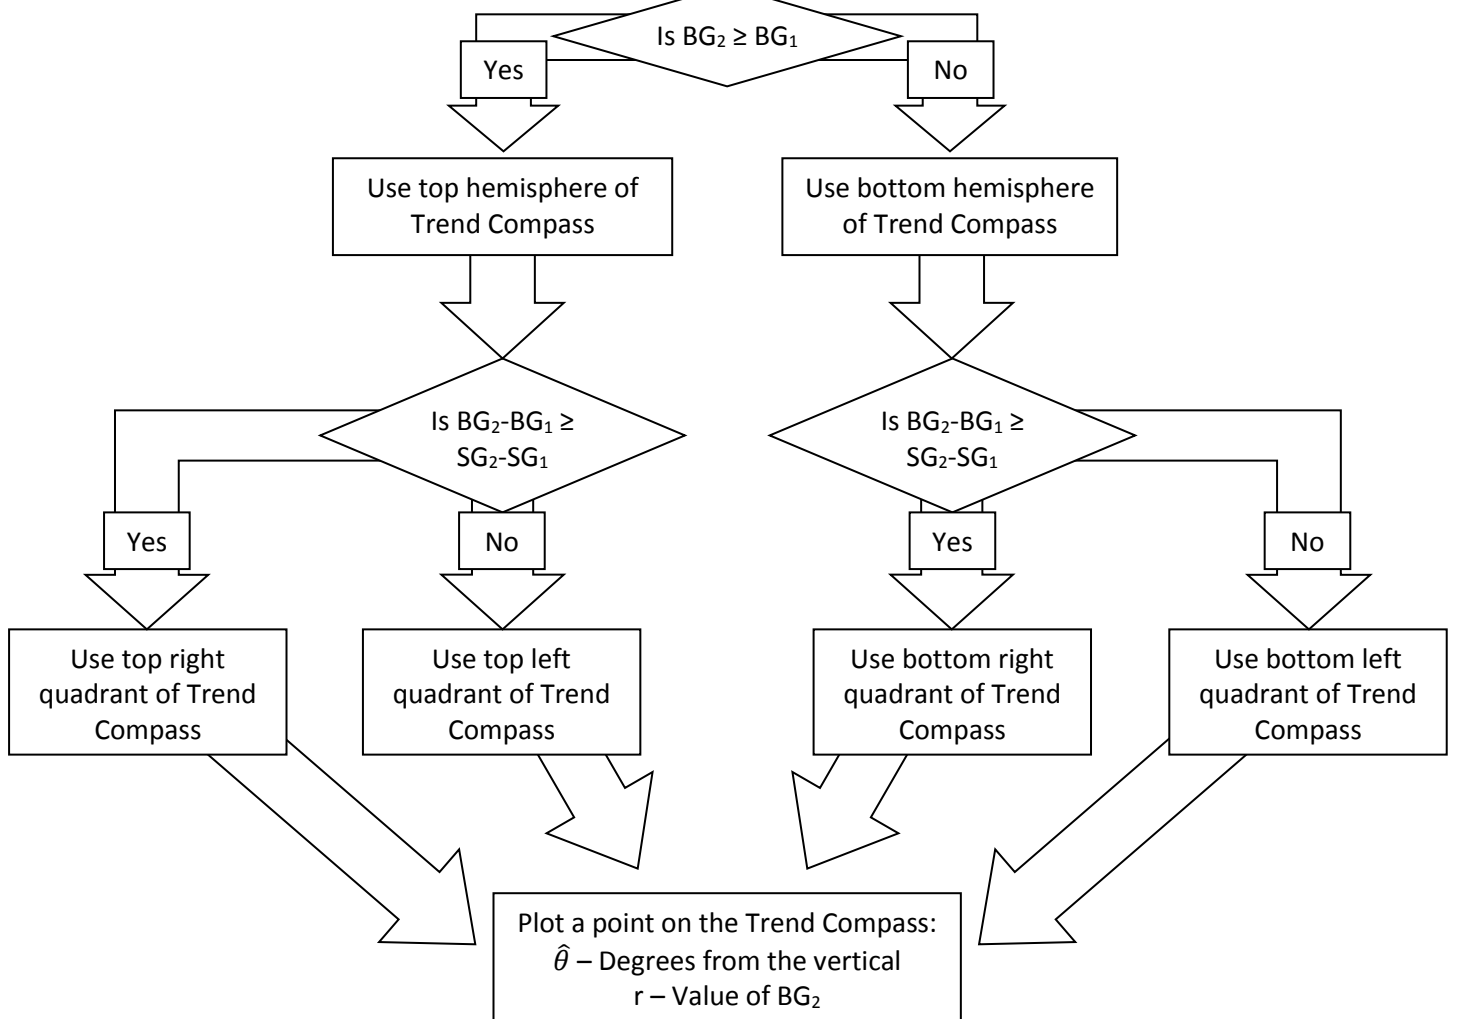 Is BG₂ ≥ BG₁
Yes
No
Use top hemisphere of
Trend Compass
Use bottom hemisphere
of Trend Compass
Is BG₂-BG₁ ≥
SG₂-SG₁
Is BG₂-BG₁ ≥
SG₂-SG₁
Yes
No
Yes
No
Use top right
quadrant of Trend
Compass
Use top left
quadrant of Trend
Compass
Use bottom right
quadrant of Trend
Compass
Use bottom left
quadrant of Trend
Compass
Plot a point on the Trend Compass:
θ̂ – Degrees from the vertical
r – Value of BG₂